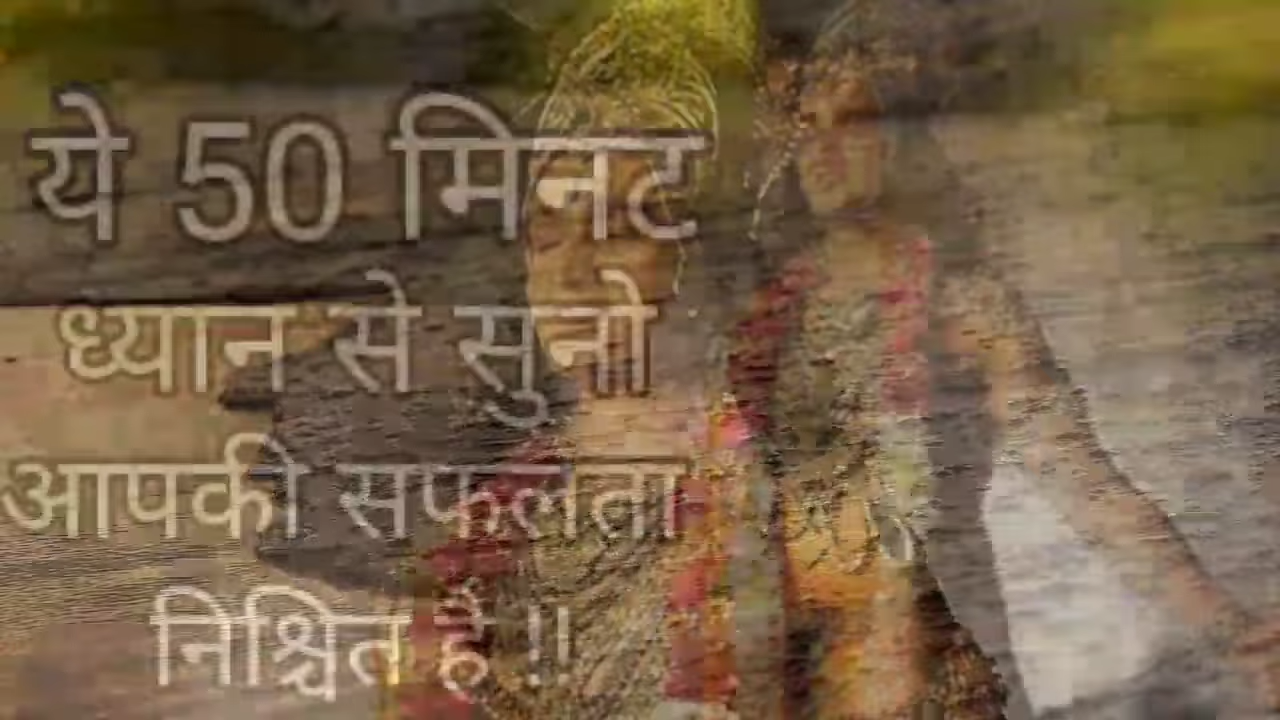 ये 50 मिनट
ध्यान से सुनो
आपकी सफलता
निश्चित है !!